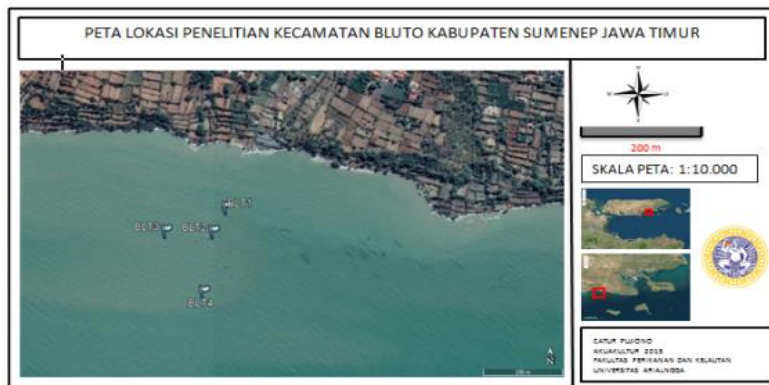 PETA LOKASI PENELITIAN KECAMATAN BLUTO KABUPATEN SUMENEP JAWA TIMUR
BLT1
BLT3
BLT2
BLT4
N
200 m
SKALA PETA: 1:10.000
CATUR PUJIONO
AKUAKULTUR 2015
FAKULTAS PERIKANAN DAN KELAUTAN
UNIVERSITAS